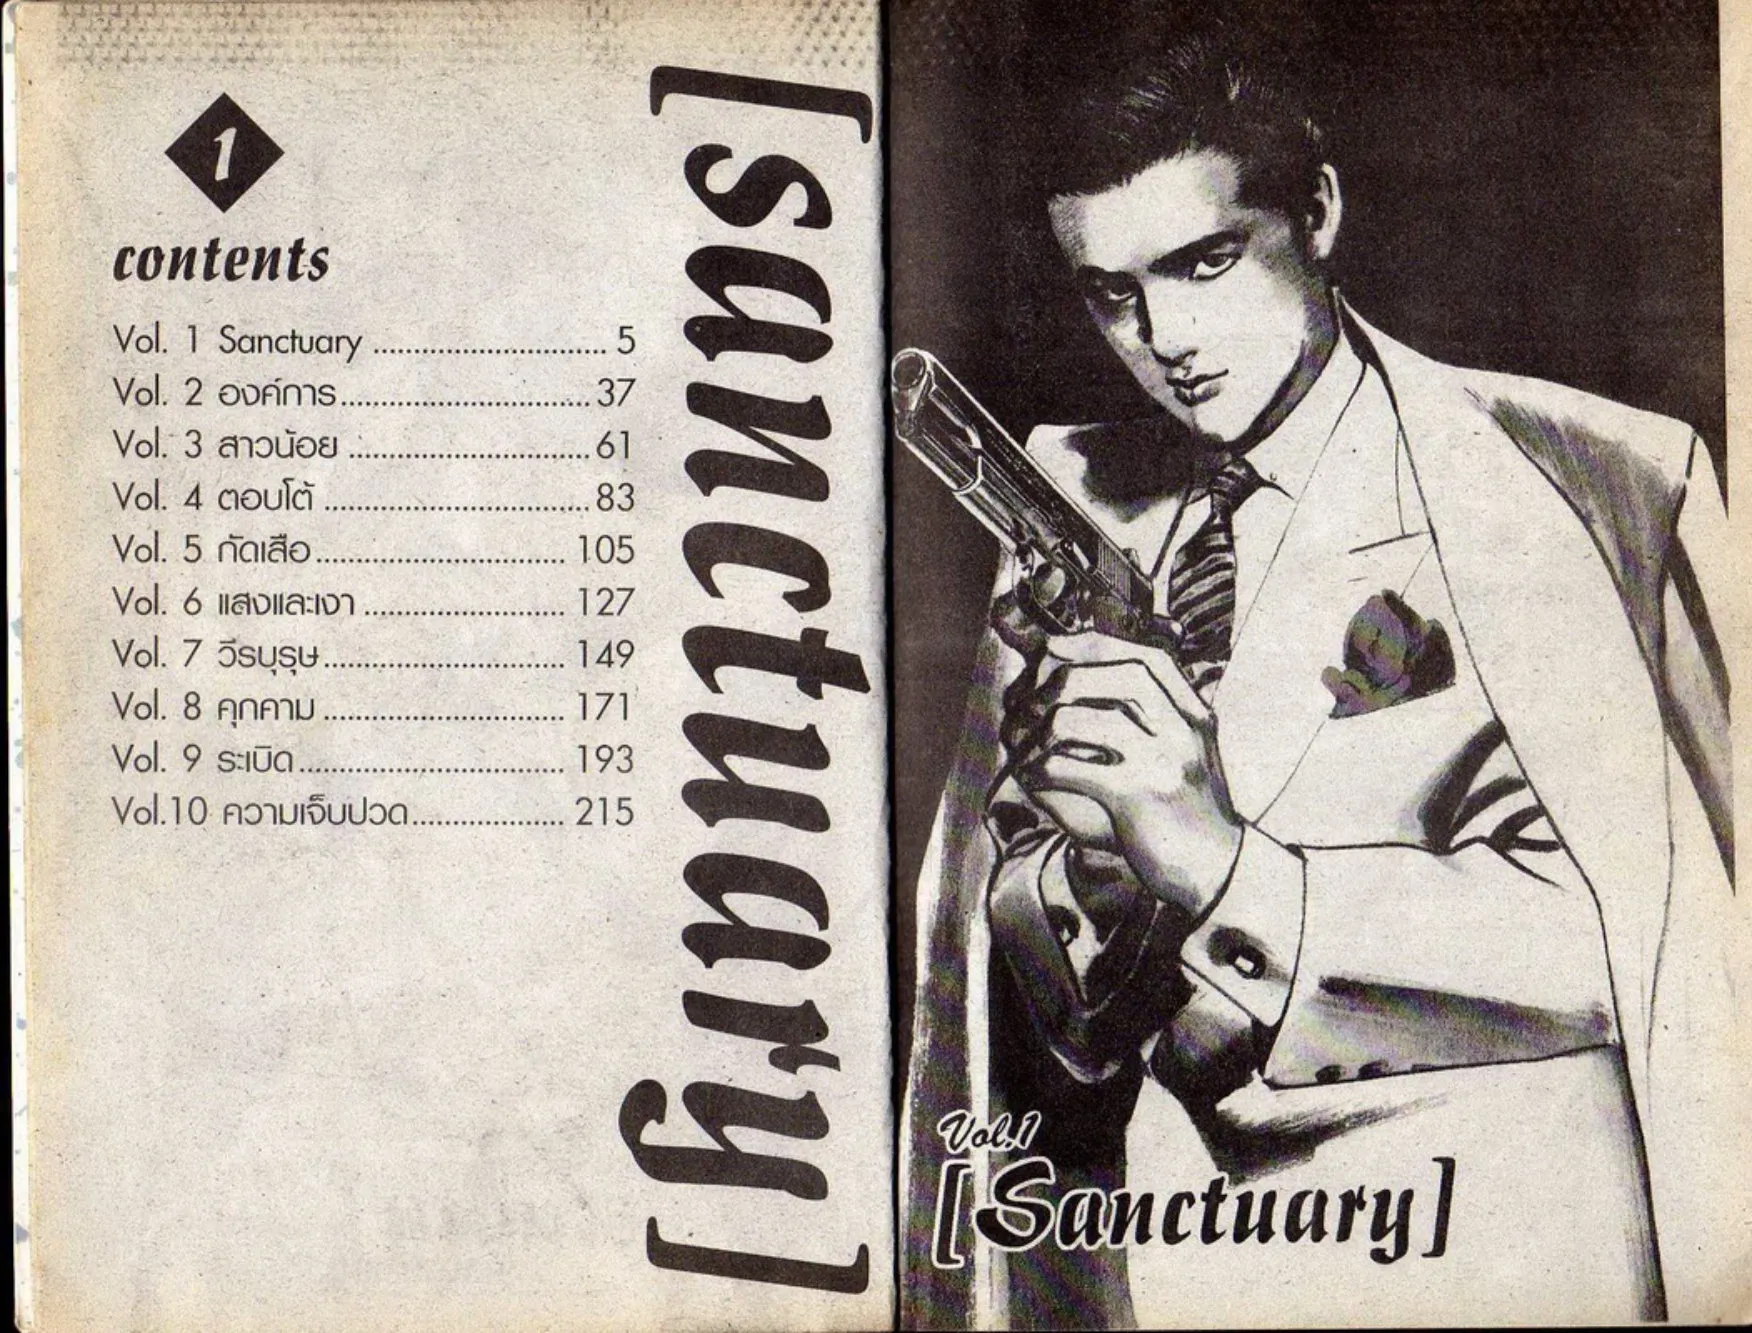 1
contents
Vol. 1 Sanctuary ............................ 5
Vol. 2 องค์การ .............................. 37
Vol. 3 สาวน้อย ............................. 61
Vol. 4 ตอบโต้ ................................ 83
Vol. 5 กัดเสือ .............................. 105
Vol. 6 แสงและเงา ........................ 127
Vol. 7 วีรบุรุษ ............................. 149
Vol. 8 คุกคาม ............................. 171
Vol. 9 ระเบิด ................................ 193
Vol.10 ความเจ็บปวด .................. 215
[sanctuary]
Vol.1
[Sanctuary]